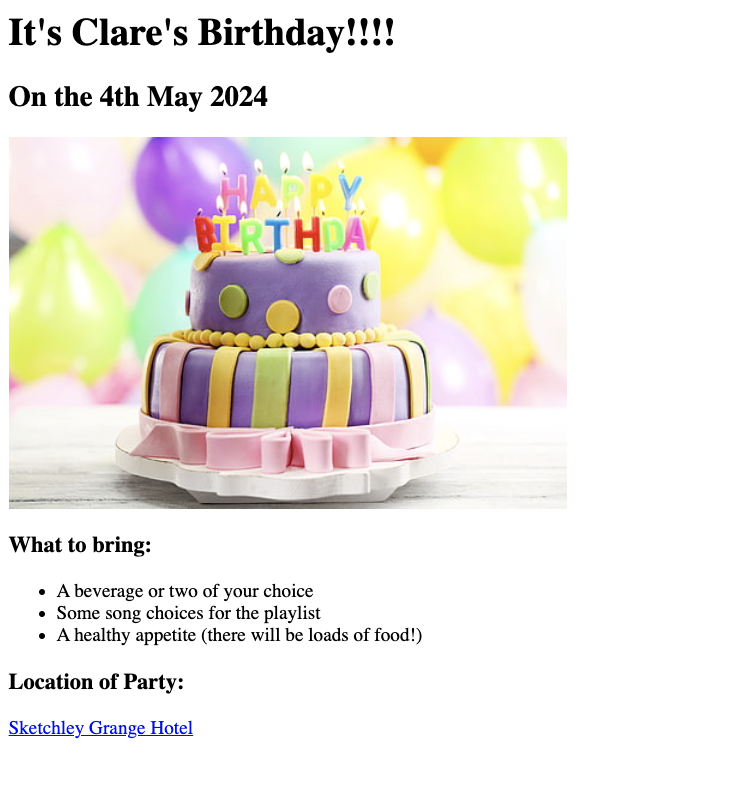 It's Clare's Birthday!!!!
On the 4th May 2024
HAPPY
BIRTHDAY
What to bring:
A beverage or two of your choice
Some song choices for the playlist
A healthy appetite (there will be loads of food!)
Location of Party:
Sketchley Grange Hotel